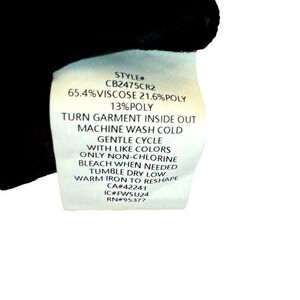 STYLE#
CB2475CR2
65.4%VISCOSE 21.6%POLY
13%POLY
TURN GARMENT INSIDE OUT
MACHINE WASH COLD
GENTLE CYCLE
WITH LIKE COLORS
ONLY NON-CHLORINE
BLEACH WHEN NEEDED
TUMBLE DRY LOW
WARM IRON TO RESHAPE
CA#42241
IC#FWSU24
RN#95377